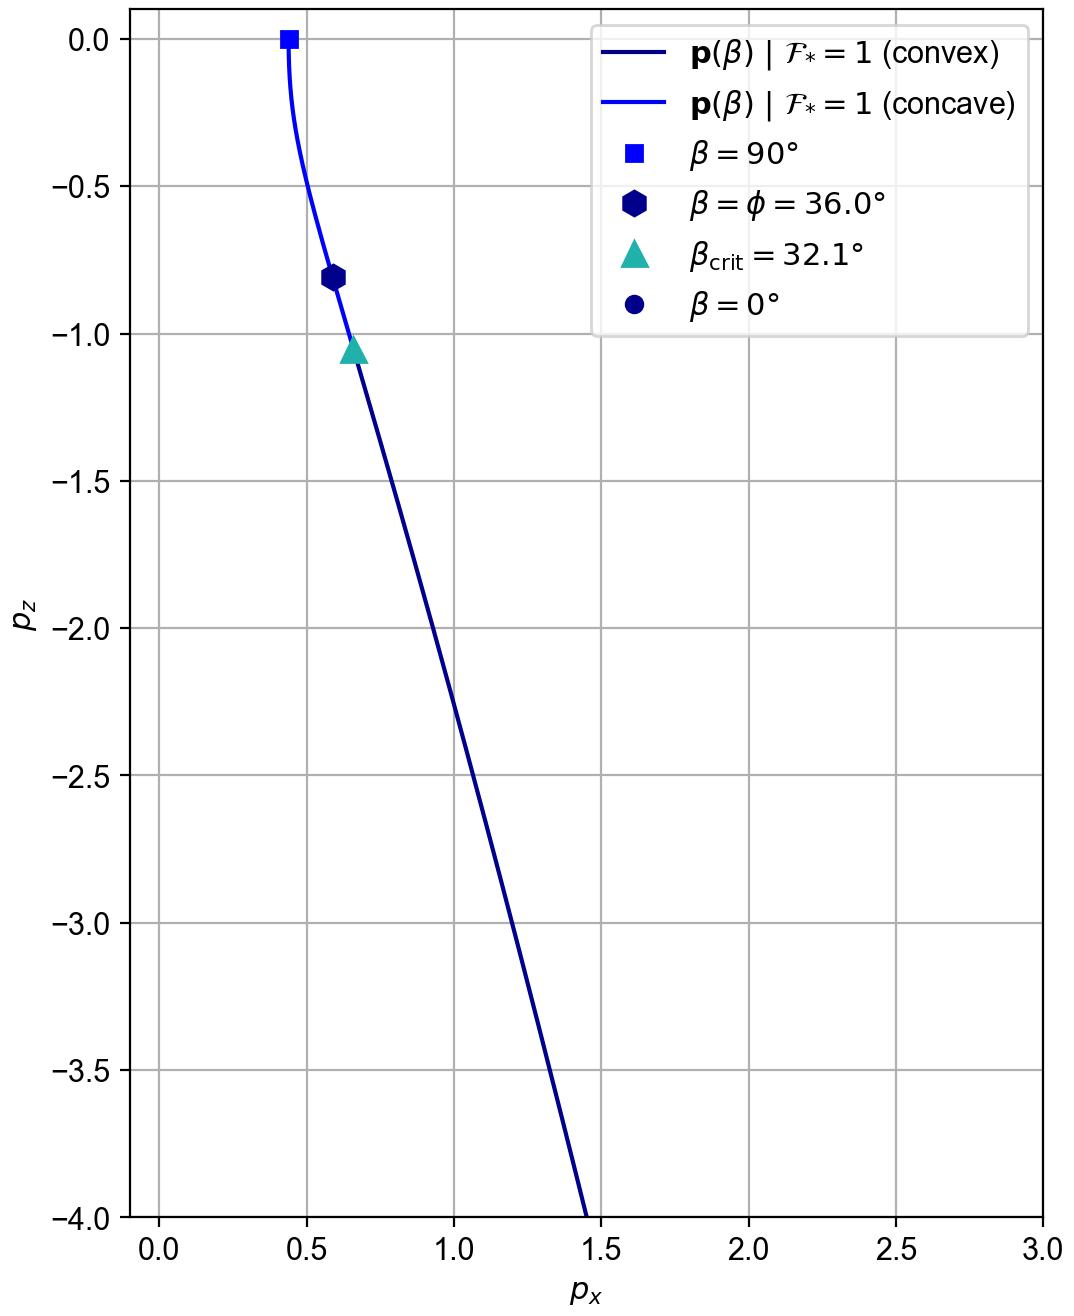 0.0
−0.5
−1.0
−1.5
−2.0
−2.5
−3.0
−3.5
−4.0
p_z
0.0 0.5 1.0 1.5 2.0 2.5 3.0
p_x
𝐩(β) | ℱ_* = 1 (convex)
𝐩(β) | ℱ_* = 1 (concave)
β = 90°
β = ϕ = 36.0°
β_crit = 32.1°
β = 0°